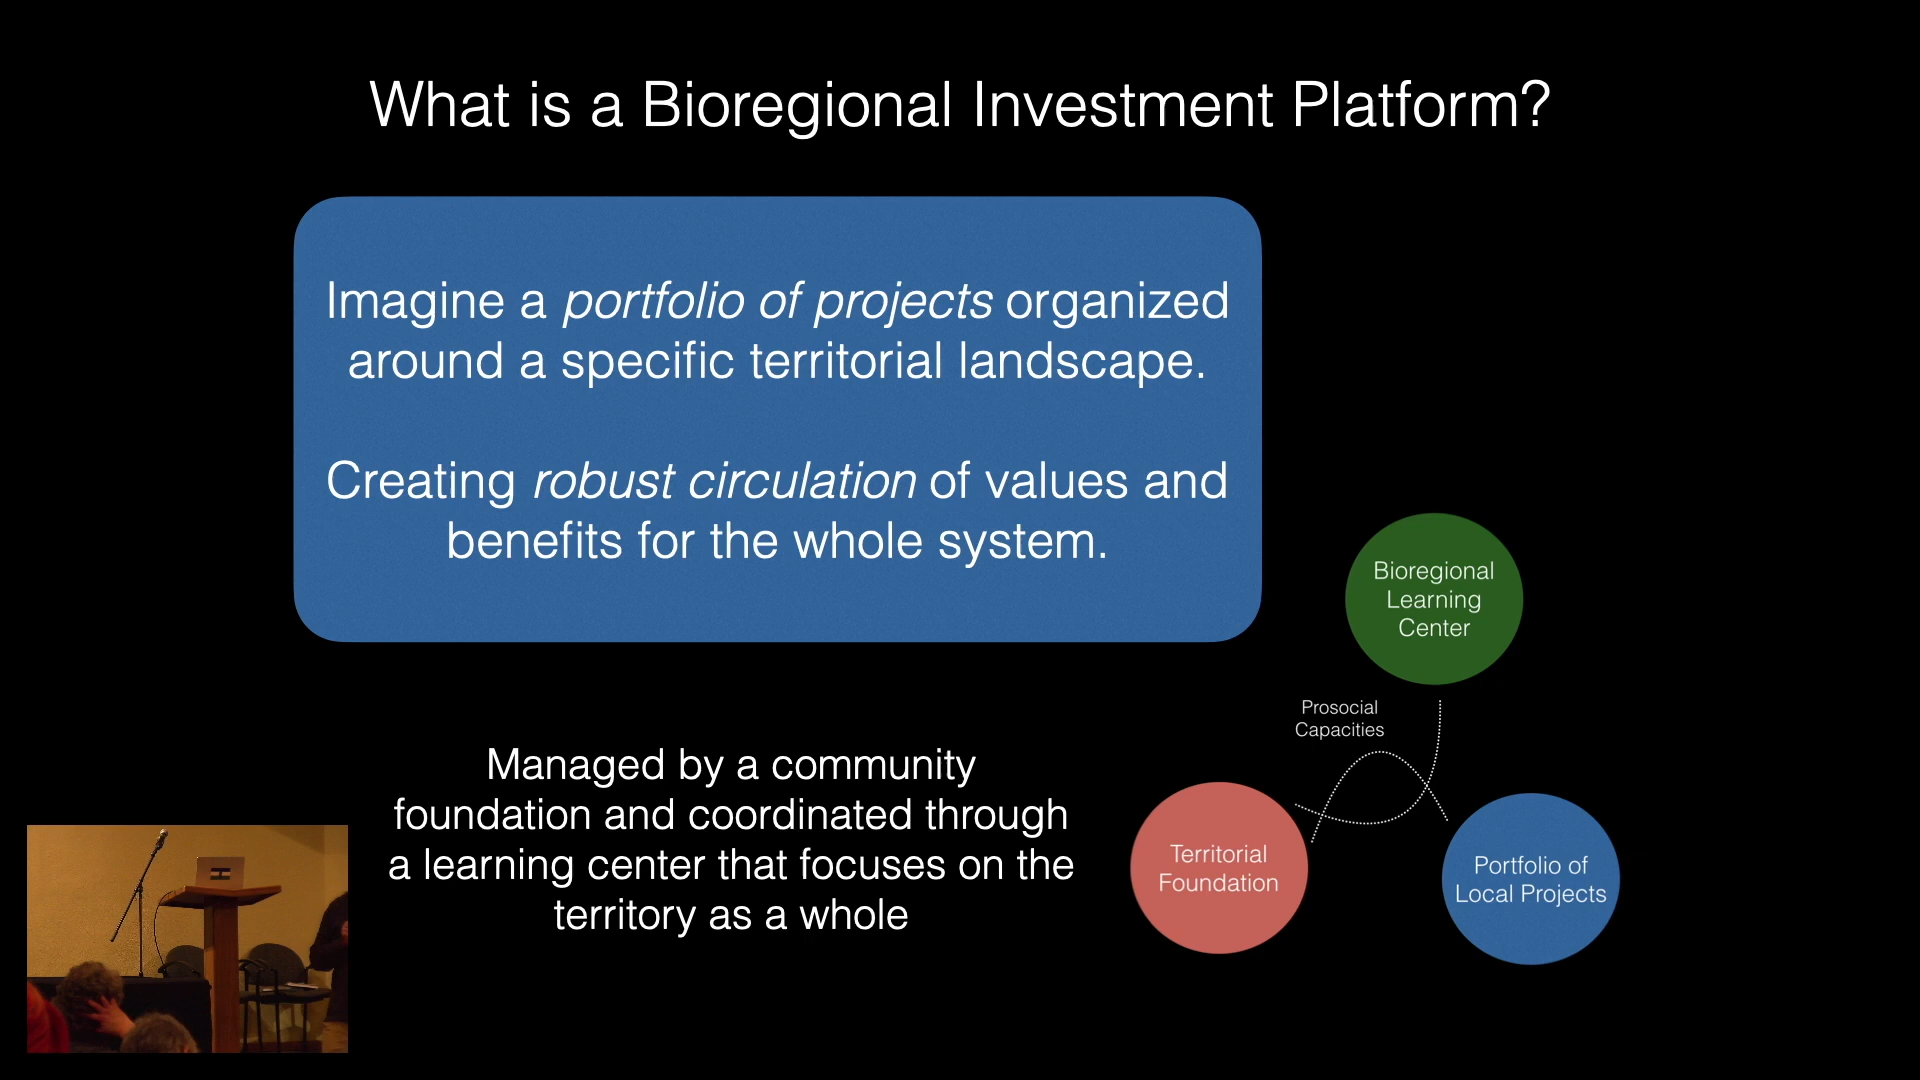 What is a Bioregional Investment Platform?
Imagine a portfolio of projects organized
around a specific territorial landscape.
Creating robust circulation of values and
benefits for the whole system.
Bioregional
Learning
Center
Prosocial
Capacities
Managed by a community
foundation and coordinated through
a learning center that focuses on the
territory as a whole
Territorial
Foundation
Portfolio of
Local Projects